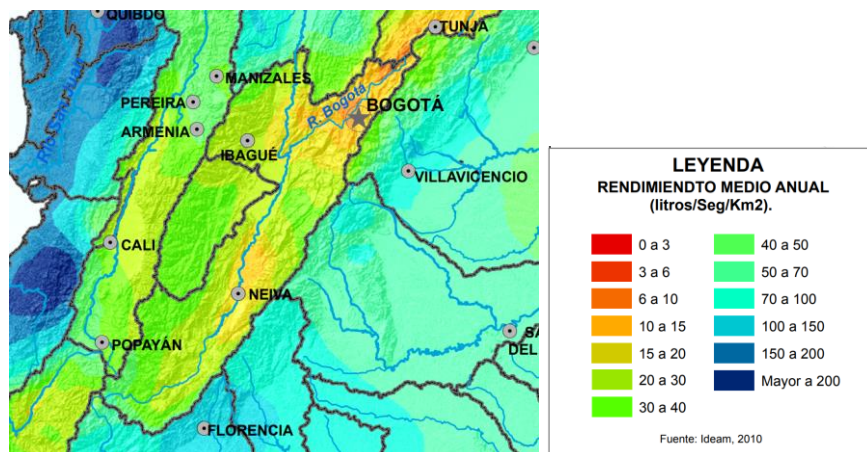 QUIBDO
TUNJA
MANIZALES
PEREIRA
R. Bogota
BOGOTÁ
ARMENIA
IBAGUÉ
VILLAVICENCIO
CALI
NEIVA
POPAYÁN
SA
DEL
FLORENCIA
LEYENDA
RENDIMIENDTO MEDIO ANUAL
(litros/Seg/Km2).
0 a 3
3 a 6
6 a 10
10 a 15
15 a 20
20 a 30
30 a 40
40 a 50
50 a 70
70 a 100
100 a 150
150 a 200
Mayor a 200
Fuente: Ideam, 2010